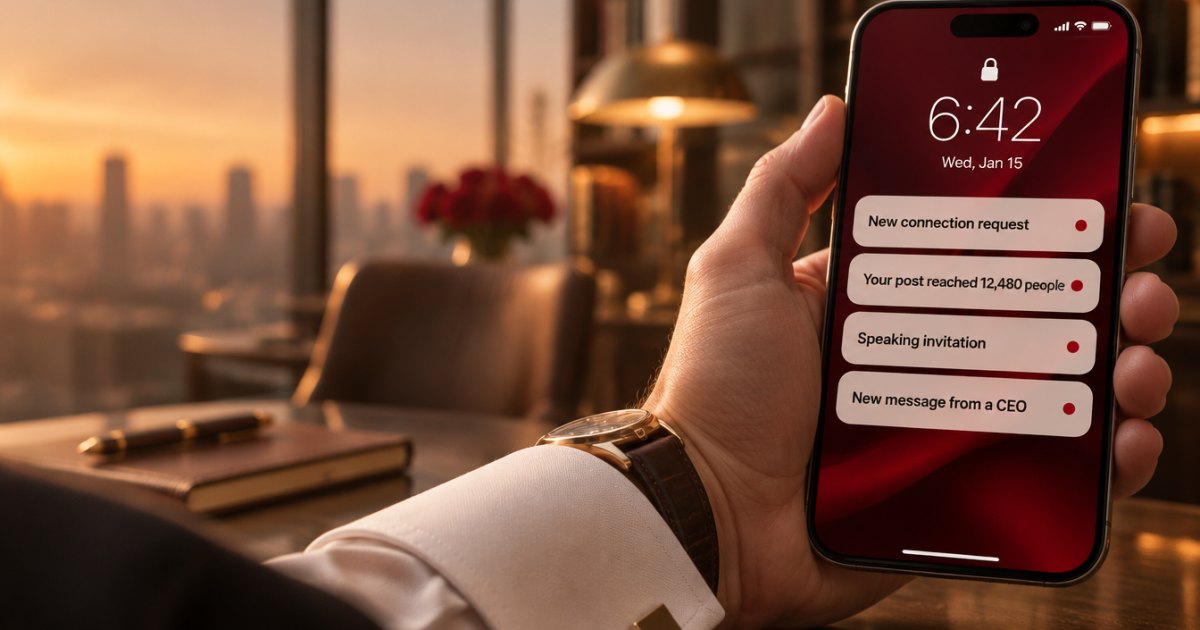 6:42
Wed, Jan 15
New connection request
Your post reached 12,480 people
Speaking invitation
New message from a CEO